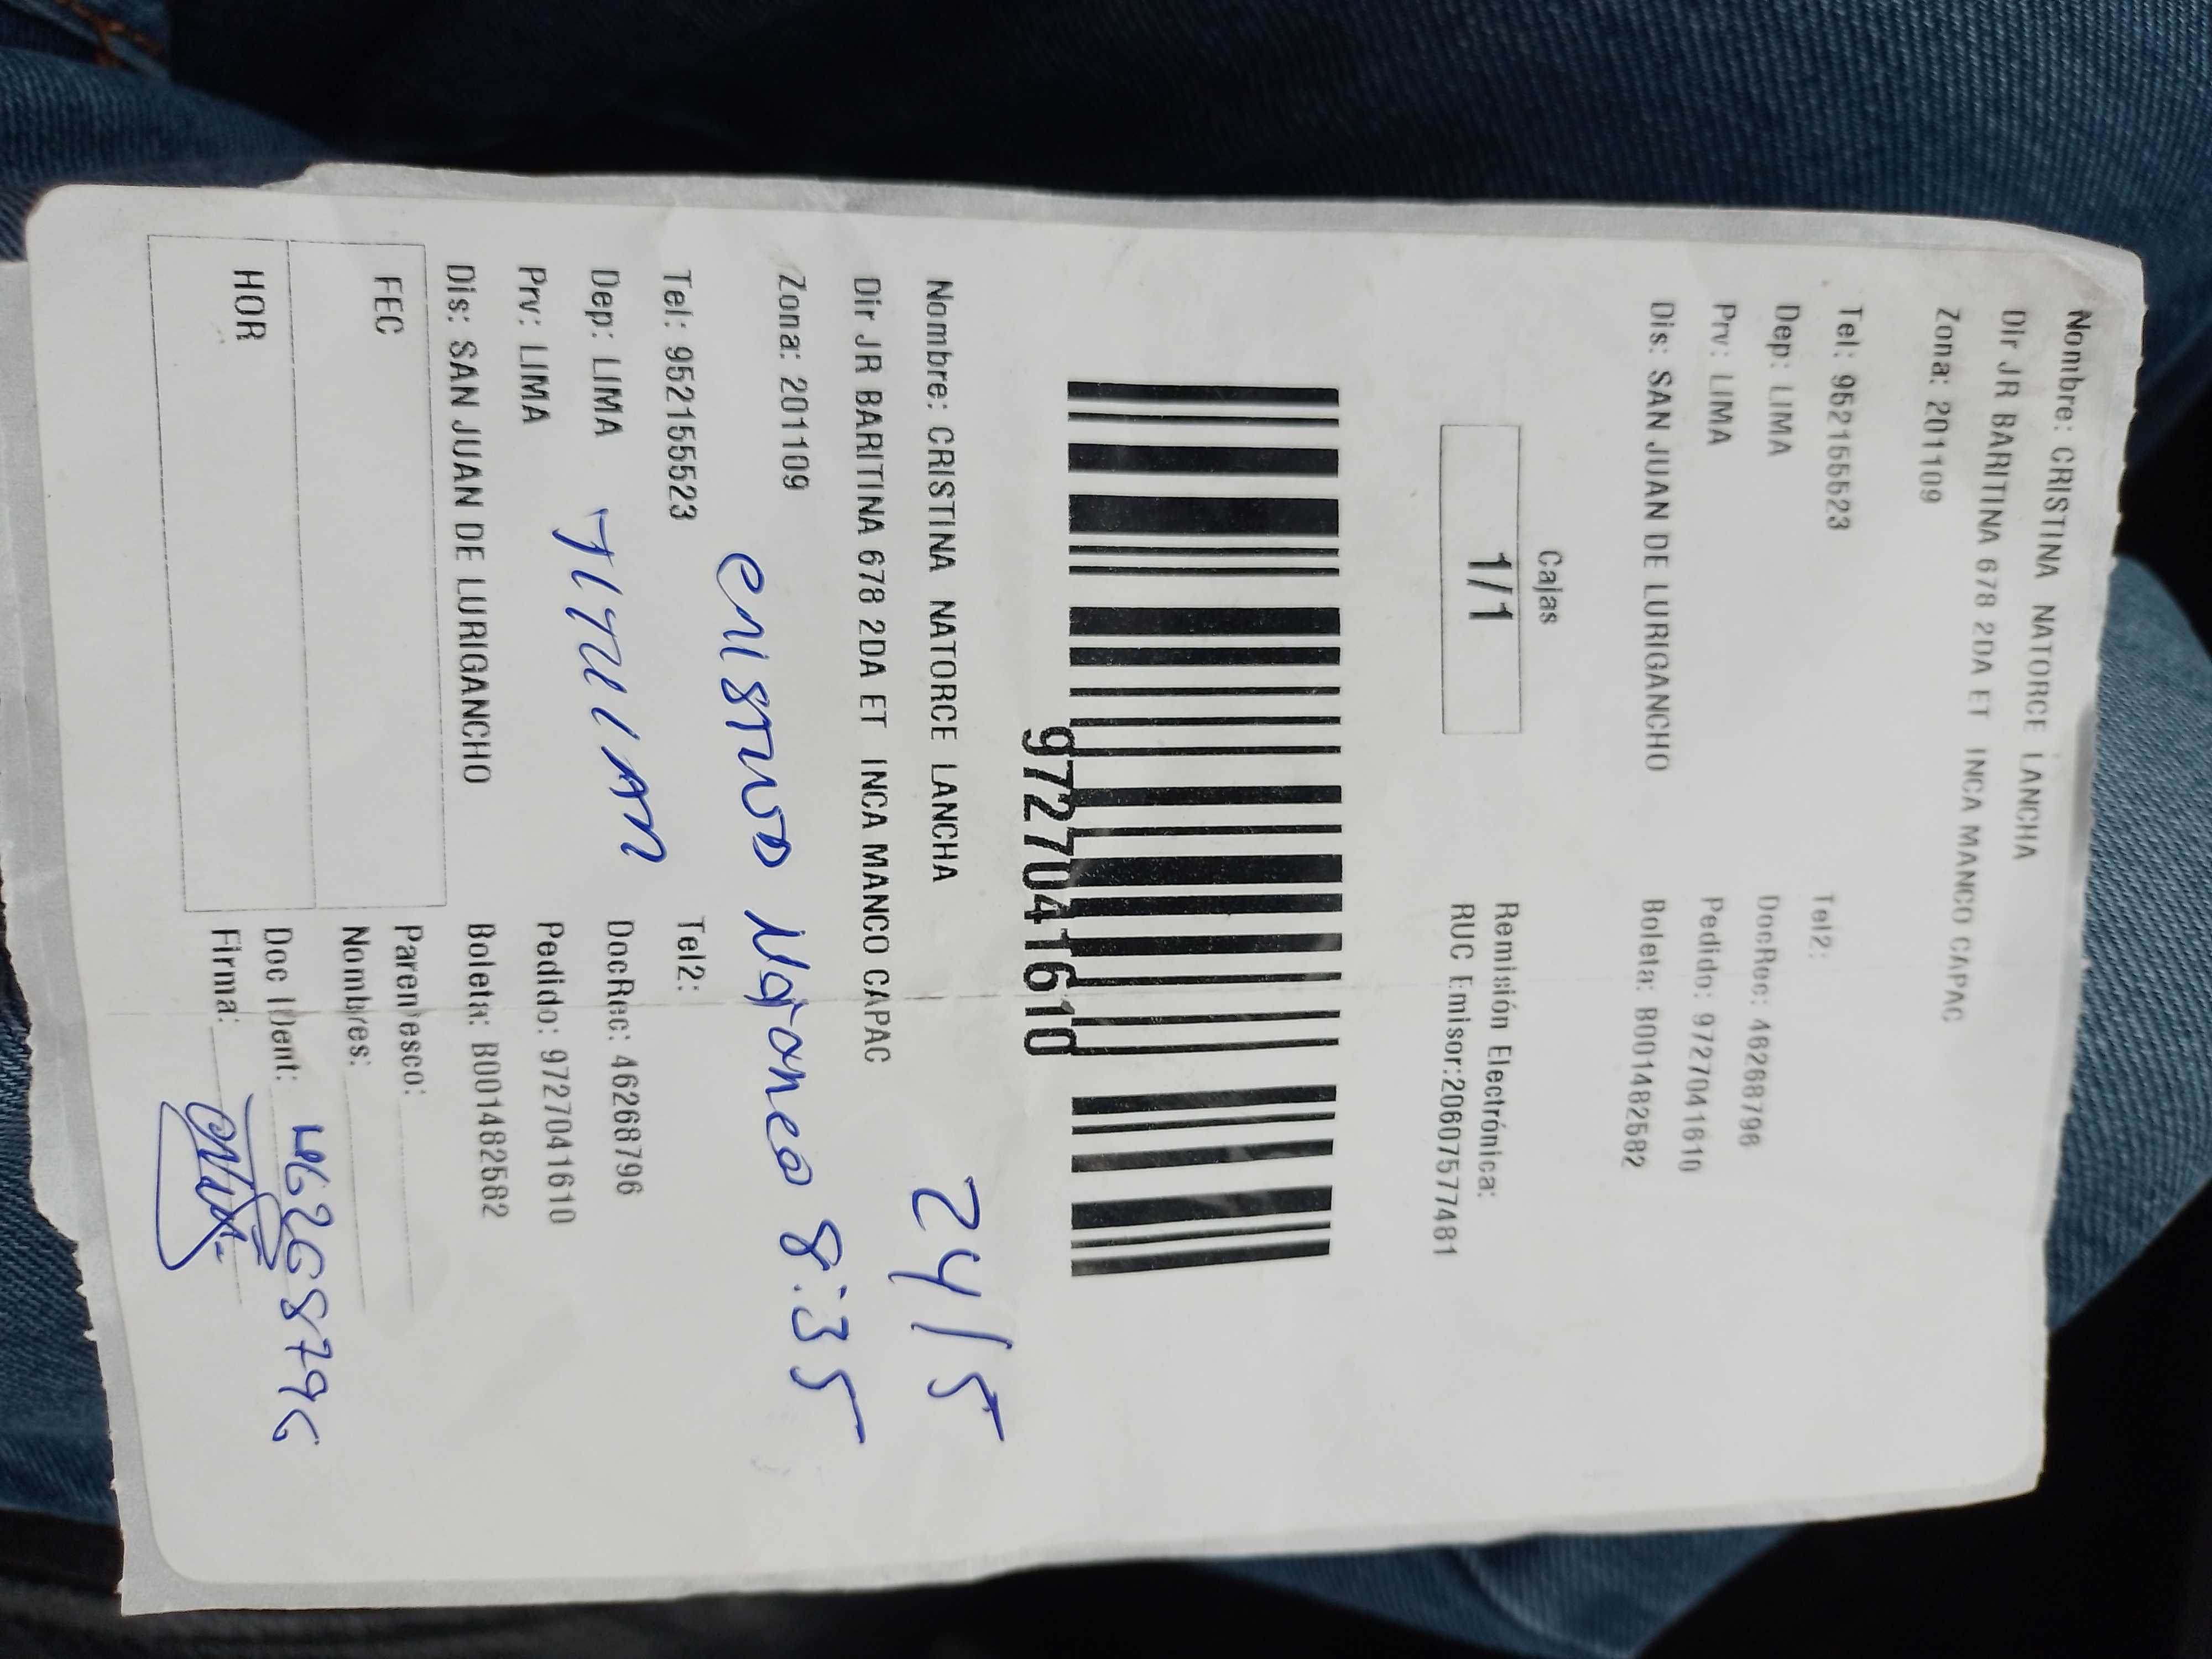 Nombre: CRISTINA NATORCE LANCHA
Dir JR BARITINA 678 2DA ET INCA MANCO CAPAC
Zona: 201109
Tel: 952155523 Tel2:
Dep: LIMA DocRec: 46268796
Prv: LIMA Pedido: 9727041610
Dis: SAN JUAN DE LURIGANCHO Boleta: B001482582
Cajas
1/1
Remisión Electrónica:
RUC Emisor:20607577481
9727041610
Nombre: CRISTINA NATORCE LANCHA
24/5
Dir JR BARITINA 678 2DA ET INCA MANCO CAPAC
Zona: 201109
8:35
Tel: 952155523 Tel2:
Dep: LIMA DocRec: 46268796
Prv: LIMA Pedido: 9727041610
Dis: SAN JUAN DE LURIGANCHO Boleta: B001482582
FEC
Parentesco:
Nombres:
HOR
Doc IDent: 46268796
Firma: